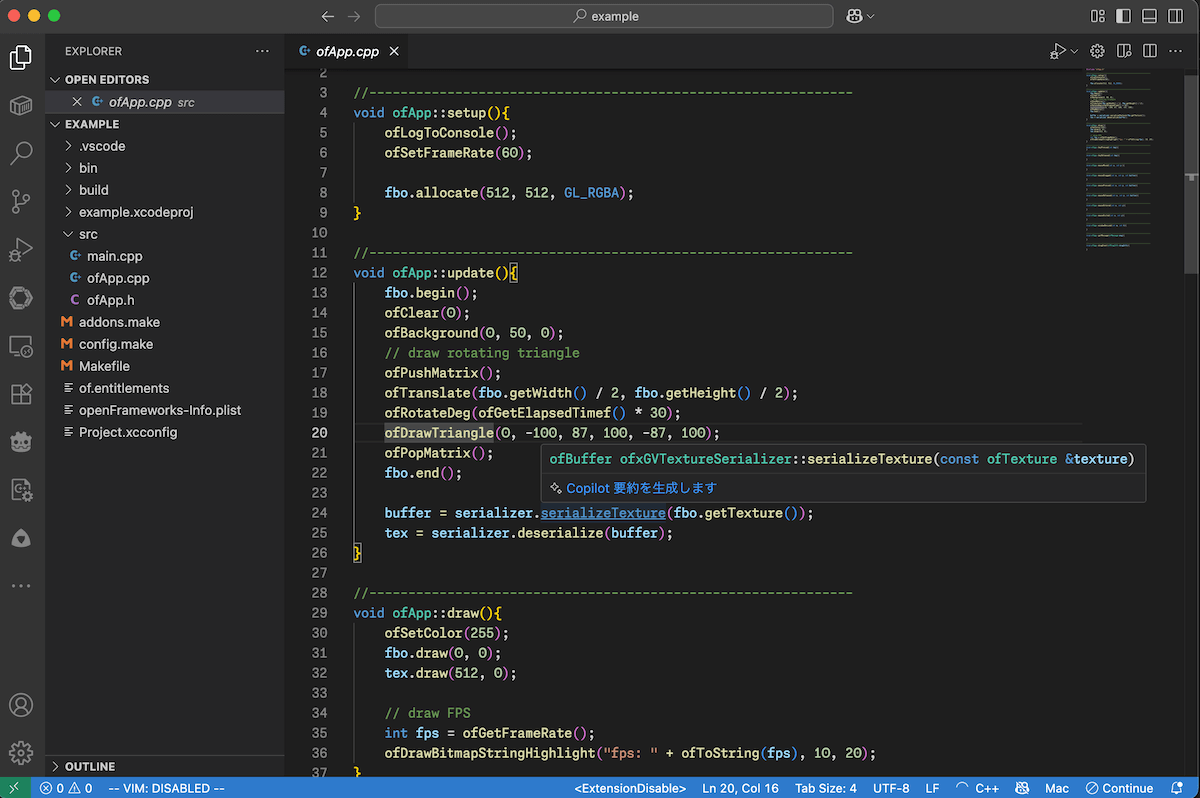 example
EXPLORER
OPEN EDITORS
ofApp.cpp src
EXAMPLE
.vscode
bin
build
example.xcodeproj
src
main.cpp
ofApp.cpp
ofApp.h
addons.make
config.make
Makefile
of.entitlements
openFrameworks-Info.plist
Project.xcconfig
OUTLINE
ofApp.cpp
2
3 //--------------------------------------------------------------
4 void ofApp::setup(){
5 ofLogToConsole();
6 ofSetFrameRate(60);
7
8 fbo.allocate(512, 512, GL_RGBA);
9 }
10
11 //--------------------------------------------------------------
12 void ofApp::update(){
13 fbo.begin();
14 ofClear(0);
15 ofBackground(0, 50, 0);
16 // draw rotating triangle
17 ofPushMatrix();
18 ofTranslate(fbo.getWidth() / 2, fbo.getHeight() / 2);
19 ofRotateDeg(ofGetElapsedTimef() * 30);
20 ofDrawTriangle(0, -100, 87, 100, -87, 100);
21 ofPopMatrix();
22 fbo.end();
23
ofBuffer ofxGVTextureSerializer::serializeTexture(const ofTexture &texture)
Copilot 要約を生成します
24 buffer = serializer.serializeTexture(fbo.getTexture());
25 tex = serializer.deserialize(buffer);
26 }
27
28 //--------------------------------------------------------------
29 void ofApp::draw(){
30 ofSetColor(255);
31 fbo.draw(0, 0);
32 tex.draw(512, 0);
33
34 // draw FPS
35 int fps = ofGetFrameRate();
36 ofDrawBitmapStringHighlight("fps: " + ofToString(fps), 10, 20);
37 }
0 0 -- VIM: DISABLED -- <ExtensionDisable> Ln 20, Col 16 Tab Size: 4 UTF-8 LF C++ Mac Continue